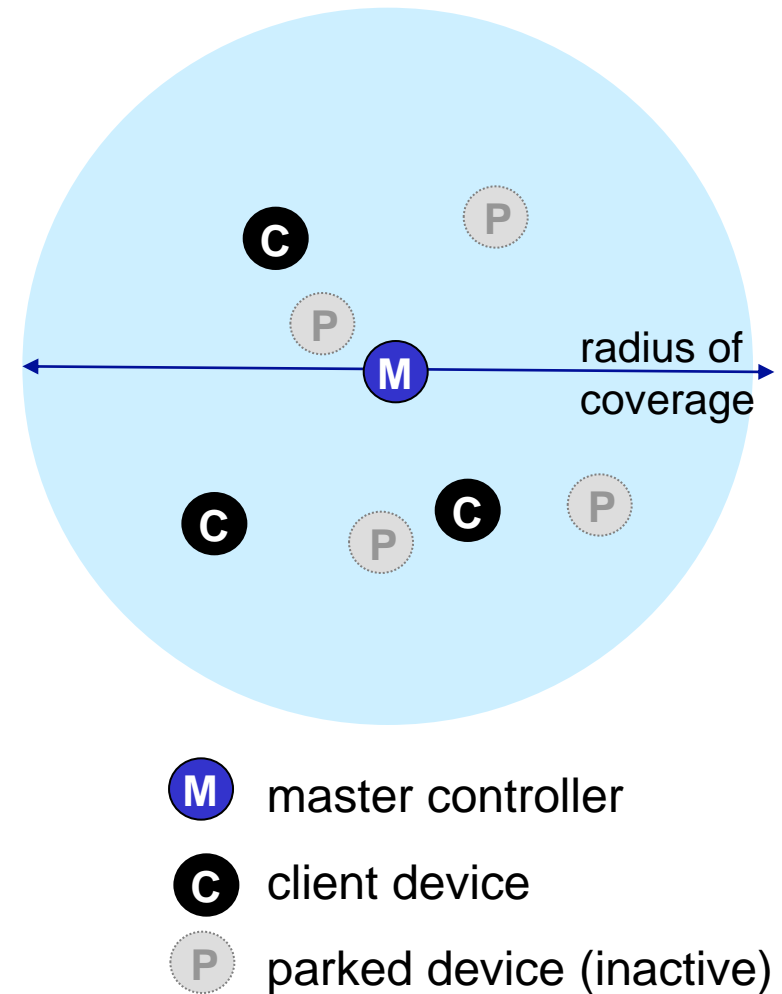 P
C
P
radius of
M
coverage
C
P
C
P
M master controller
C client device
P parked device (inactive)